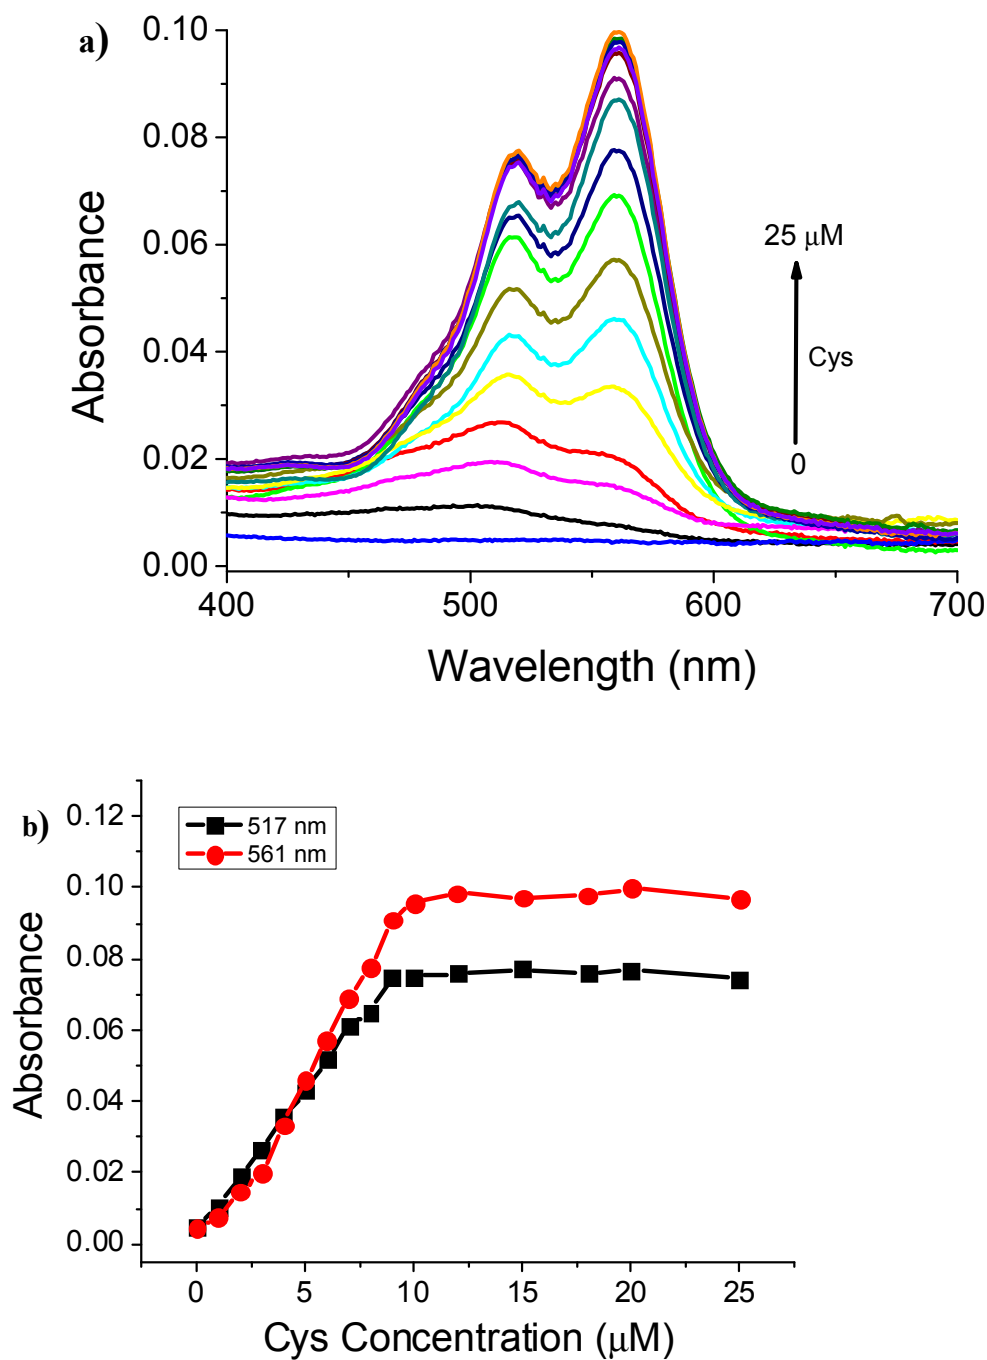 a)
0.10
0.08
0.06
0.04
0.02
0.00
Absorbance
25 μM
Cys
0
400 500 600 700
Wavelength (nm)
b)
517 nm
561 nm
0.12
0.10
0.08
0.06
0.04
0.02
0.00
Absorbance
0 5 10 15 20 25
Cys Concentration (μM)